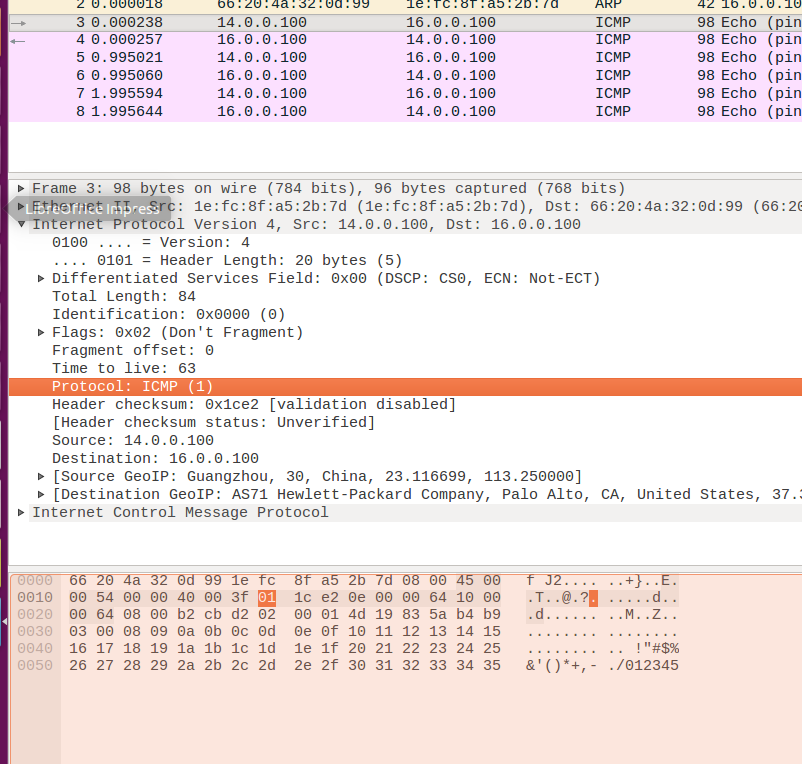 2 0.000018 66:20:4a:32:0d:99 1e:fc:8f:a5:2b:7d ARP 42 16.0.0.10
3 0.000238 14.0.0.100 16.0.0.100 ICMP 98 Echo (pin
4 0.000257 16.0.0.100 14.0.0.100 ICMP 98 Echo (pin
5 0.995021 14.0.0.100 16.0.0.100 ICMP 98 Echo (pin
6 0.995060 16.0.0.100 14.0.0.100 ICMP 98 Echo (pin
7 1.995594 14.0.0.100 16.0.0.100 ICMP 98 Echo (pin
8 1.995644 16.0.0.100 14.0.0.100 ICMP 98 Echo (pin
Frame 3: 98 bytes on wire (784 bits), 96 bytes captured (768 bits)
Ethernet II, Src: 1e:fc:8f:a5:2b:7d (1e:fc:8f:a5:2b:7d), Dst: 66:20:4a:32:0d:99 (66:20
LibreOffice Impress
Internet Protocol Version 4, Src: 14.0.0.100, Dst: 16.0.0.100
0100 .... = Version: 4
.... 0101 = Header Length: 20 bytes (5)
Differentiated Services Field: 0x00 (DSCP: CS0, ECN: Not-ECT)
Total Length: 84
Identification: 0x0000 (0)
Flags: 0x02 (Don't Fragment)
Fragment offset: 0
Time to live: 63
Protocol: ICMP (1)
Header checksum: 0x1ce2 [validation disabled]
[Header checksum status: Unverified]
Source: 14.0.0.100
Destination: 16.0.0.100
[Source GeoIP: Guangzhou, 30, China, 23.116699, 113.250000]
[Destination GeoIP: AS71 Hewlett-Packard Company, Palo Alto, CA, United States, 37.3
Internet Control Message Protocol
0000 66 20 4a 32 0d 99 1e fc 8f a5 2b 7d 08 00 45 00 f J2.... ..+}..E.
0010 00 54 00 00 40 00 3f 01 1c e2 0e 00 00 64 10 00 .T..@.?. .....d..
0020 00 64 08 00 b2 cb d2 02 00 01 4d 19 83 5a b4 b9 .d...... ..M..Z..
0030 03 00 08 09 0a 0b 0c 0d 0e 0f 10 11 12 13 14 15 ........ ........
0040 16 17 18 19 1a 1b 1c 1d 1e 1f 20 21 22 23 24 25 ........ .. !"#$%
0050 26 27 28 29 2a 2b 2c 2d 2e 2f 30 31 32 33 34 35 &'()*+,- ./012345